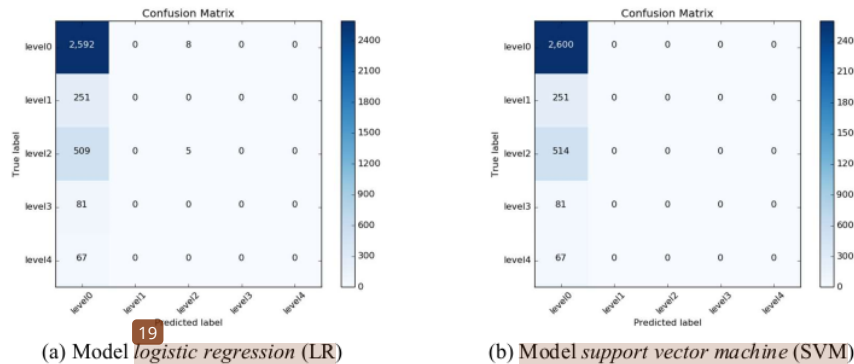 Confusion Matrix
level0 2,592 0 8 0 0
level1 251 0 0 0 0
level2 509 0 5 0 0
level3 81 0 0 0 0
level4 67 0 0 0 0
True label
level0 level1 level2 level3 level4
Predicted label
2400
2100
1800
1500
1200
900
600
300
0
19
(a) Model logistic regression (LR)
Confusion Matrix
level0 2,600 0 0 0 0
level1 251 0 0 0 0
level2 514 0 0 0 0
level3 81 0 0 0 0
level4 67 0 0 0 0
True label
level0 level1 level2 level3 level4
Predicted label
2400
2100
1800
1500
1200
900
600
300
0
(b) Model support vector machine (SVM)